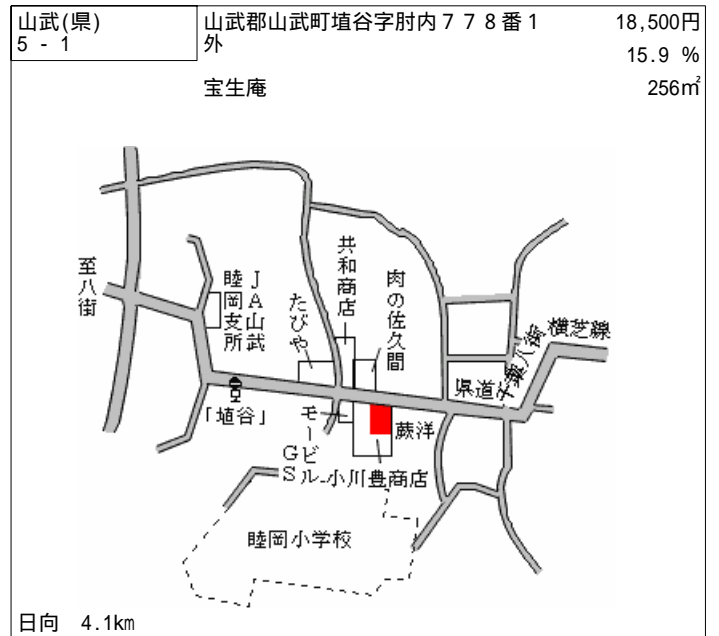 山武(県)
5 - 1
山武郡山武町埴谷字肘内７７８番１
外
宝生庵
18,500円
15.9 %
256㎡
至八街
ＪＡ山武
睦岡支所
たびや
共和商店
肉の佐久間
県道千葉八街横芝線
「埴谷」
モービル
ＧＳ
小川豊商店
蕨洋
睦岡小学校
日向 4.1km